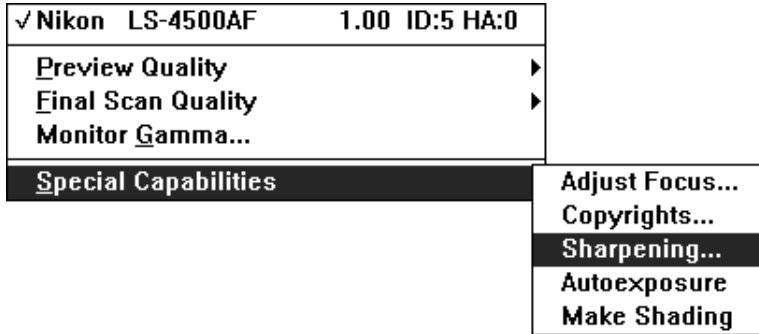 ✓Nikon LS-4500AF 1.00 ID:5 HA:0
Preview Quality
Final Scan Quality
Monitor Gamma...
Special Capabilities
Adjust Focus...
Copyrights...
Sharpening...
Autoexposure
Make Shading